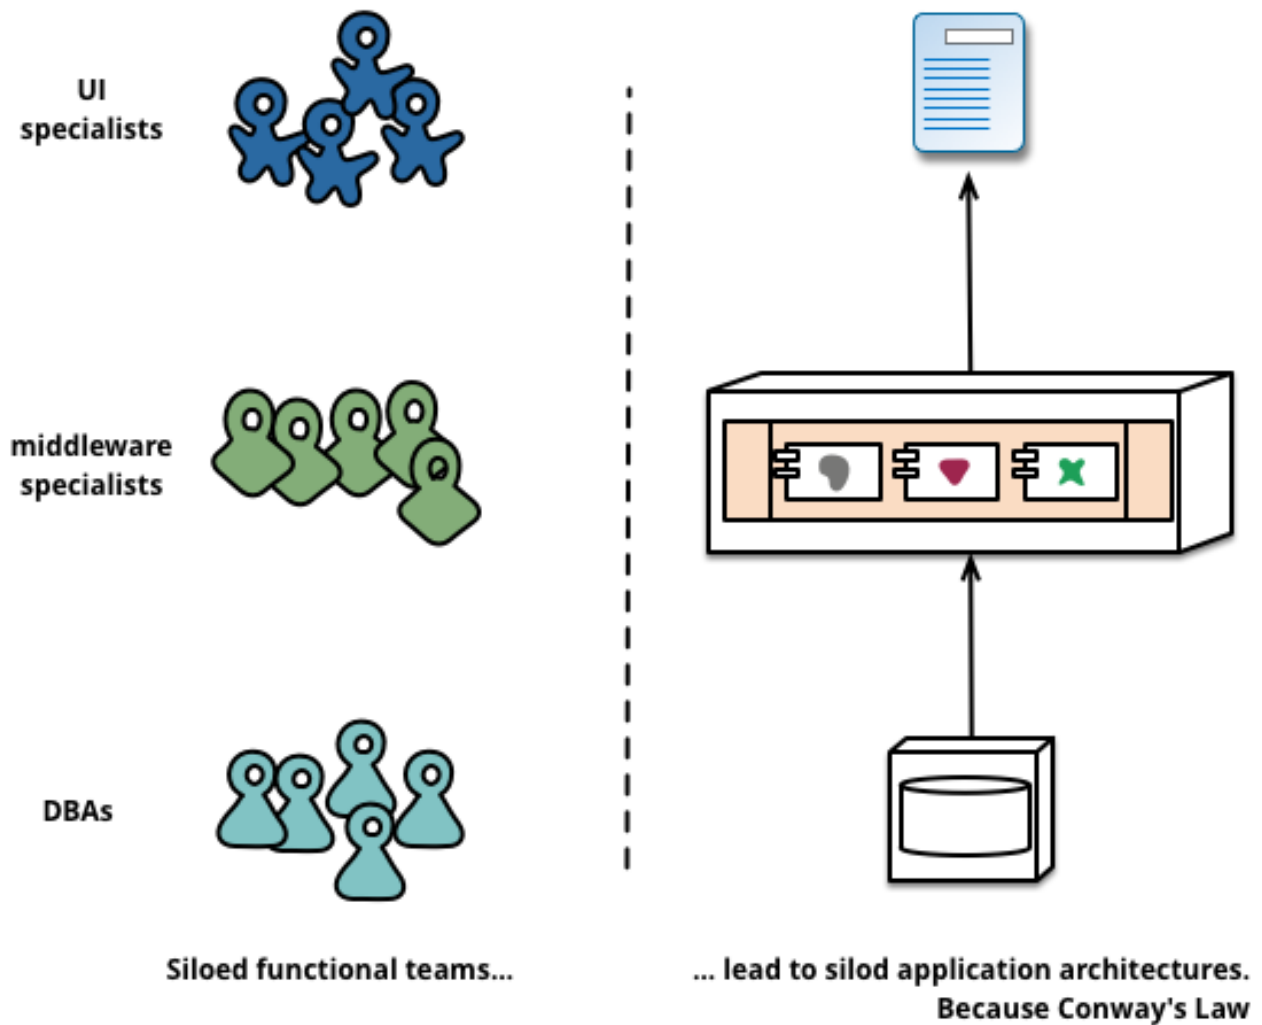 UI
specialists
middleware
specialists
DBAs
Siloed functional teams...
... lead to silod application architectures.
Because Conway's Law